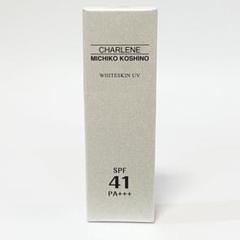 CHARLENE
MICHIKO KOSHINO
WHITESKIN UV
SPF
41
PA+++